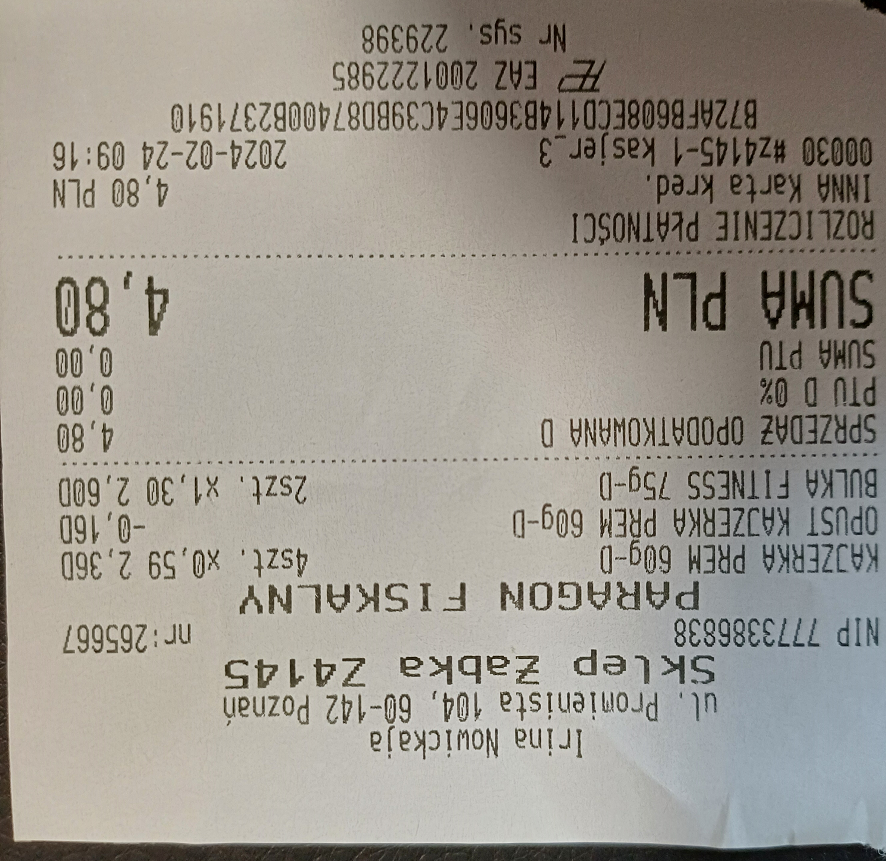 Irina Nowickaja
ul. Promienista 104, 60-142 Poznań
Sklep Żabka Z4145
NIP 7773386838 nr:265667
PARAGON FISKALNY
KAJZERKA PREM 60g-D 4szt. x0,59 2,36D
OPUST KAJZERKA PREM 60g-D -0,16D
BUŁKA FITNESS 75g-D 2szt. x1,30 2,60D
SPRZEDAŻ OPODATKOWANA D 4,80
PTU D 0% 0,00
SUMA PTU 0,00
SUMA PLN 4,80
ROZLICZENIE PŁATNOŚCI
INNA Karta kred. 4,80 PLN
00030 #z4145-1 kasjer_3 2024-02-24 09:16
B72AFB608ECD114B3606E4C39BD87400B2371910
EAZ 2001222985
Nr sys. 229398